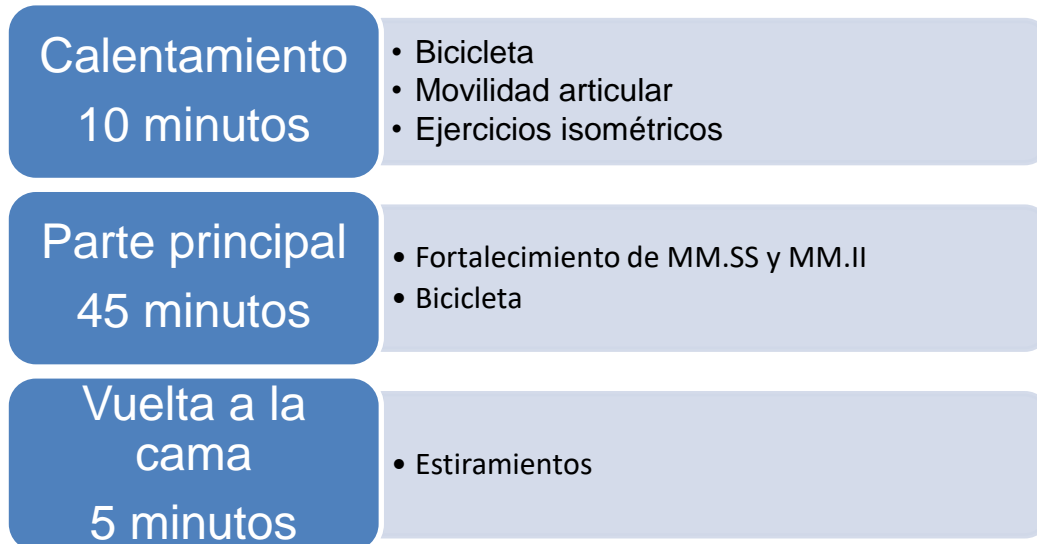 Calentamiento
10 minutos
• Bicicleta
• Movilidad articular
• Ejercicios isométricos
Parte principal
45 minutos
• Fortalecimiento de MM.SS y MM.II
• Bicicleta
Vuelta a la
cama
5 minutos
• Estiramientos